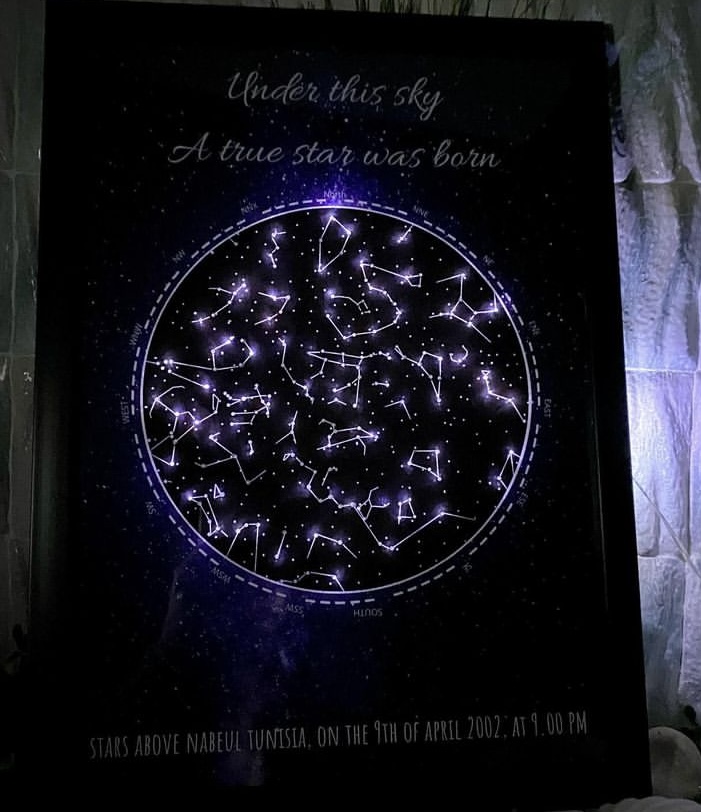 Under this sky
A true star was born
North
NNW
NNE
NW
NE
WNW
ENE
WEST
EAST
ESE
SE
WSW
SSW
SOUTH
STARS ABOVE NABEUL TUNISIA, ON THE 9TH OF APRIL 2002, AT 9.00 PM